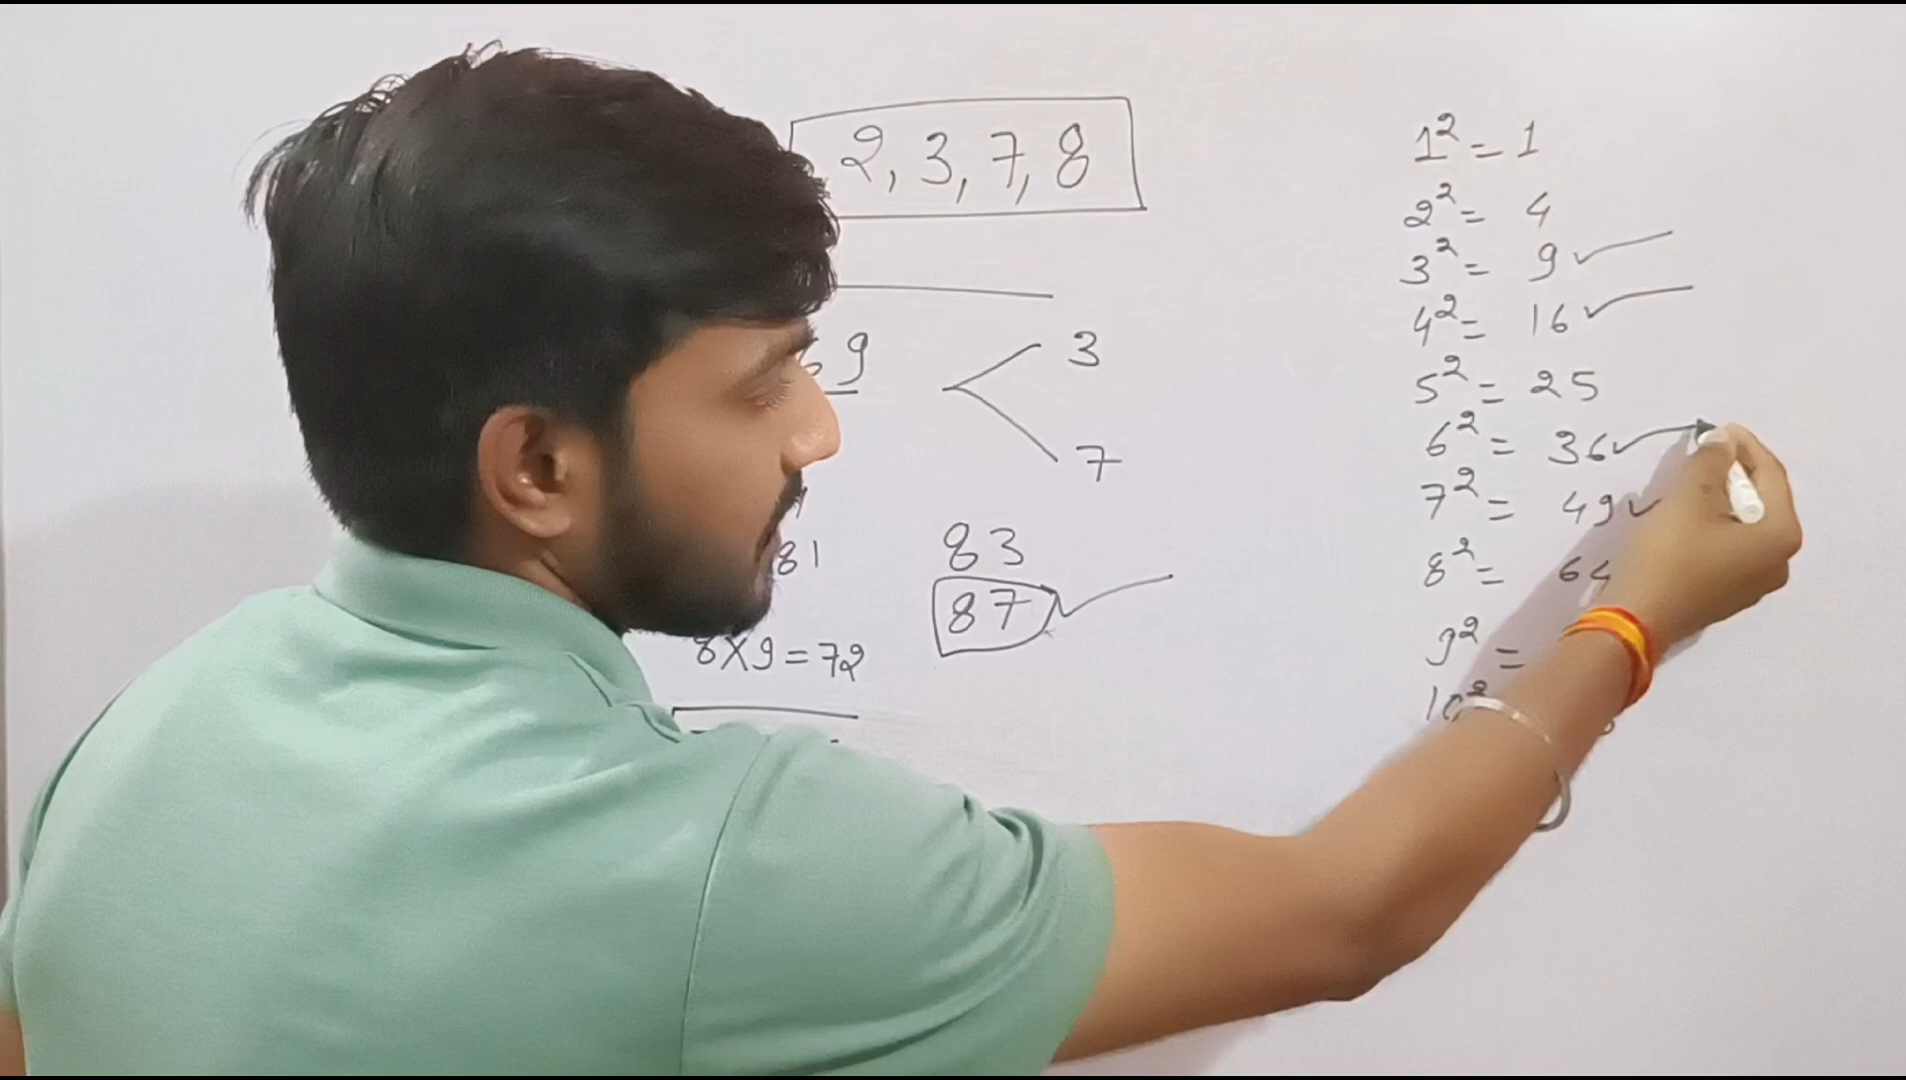 2, 3, 7, 8
9
3
7
81
83
87
8x9=72
1² = 1
2² = 4
3² = 9
4² = 16
5² = 25
6² = 36
7² = 49
8² = 64
9² =
10²